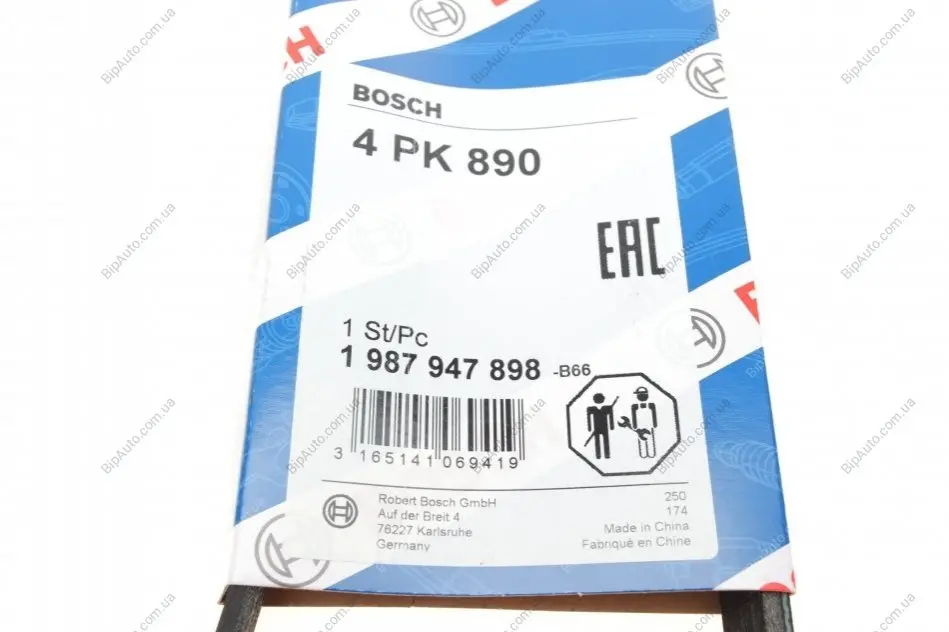 BOSCH
4 PK 890
EAC
1 St/Pc
1 987 947 898 -B66
3 165141 069419
Robert Bosch GmbH
Auf der Breit 4
76227 Karlsruhe
Germany
250
174
Made in China
Fabriqué en Chine
BipAuto.com.ua